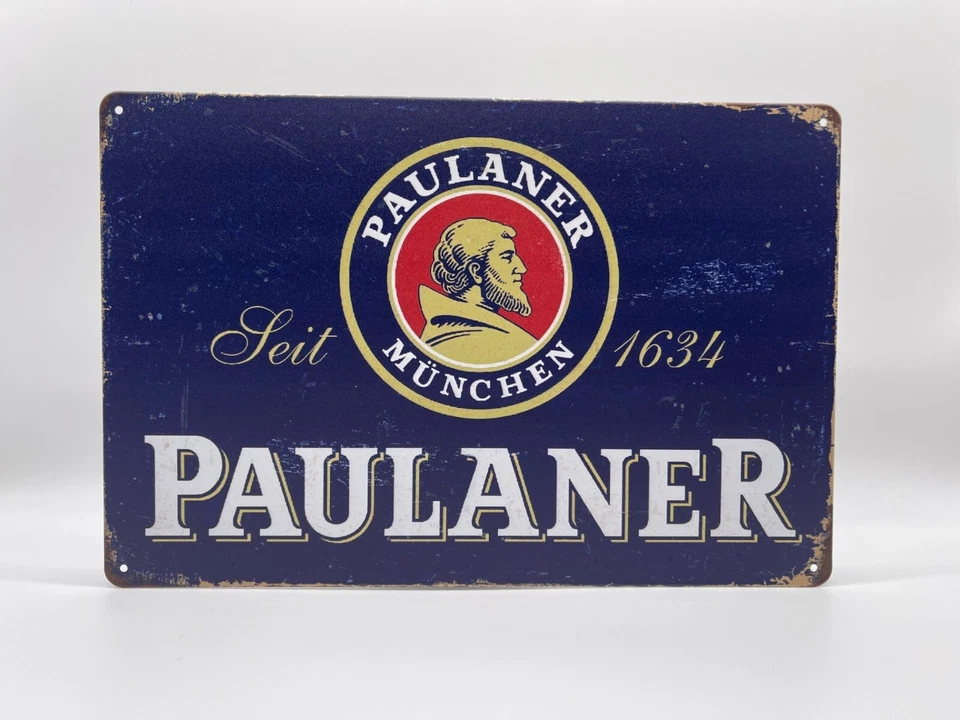 PAULANER
MÜNCHEN
Seit 1634
PAULANER